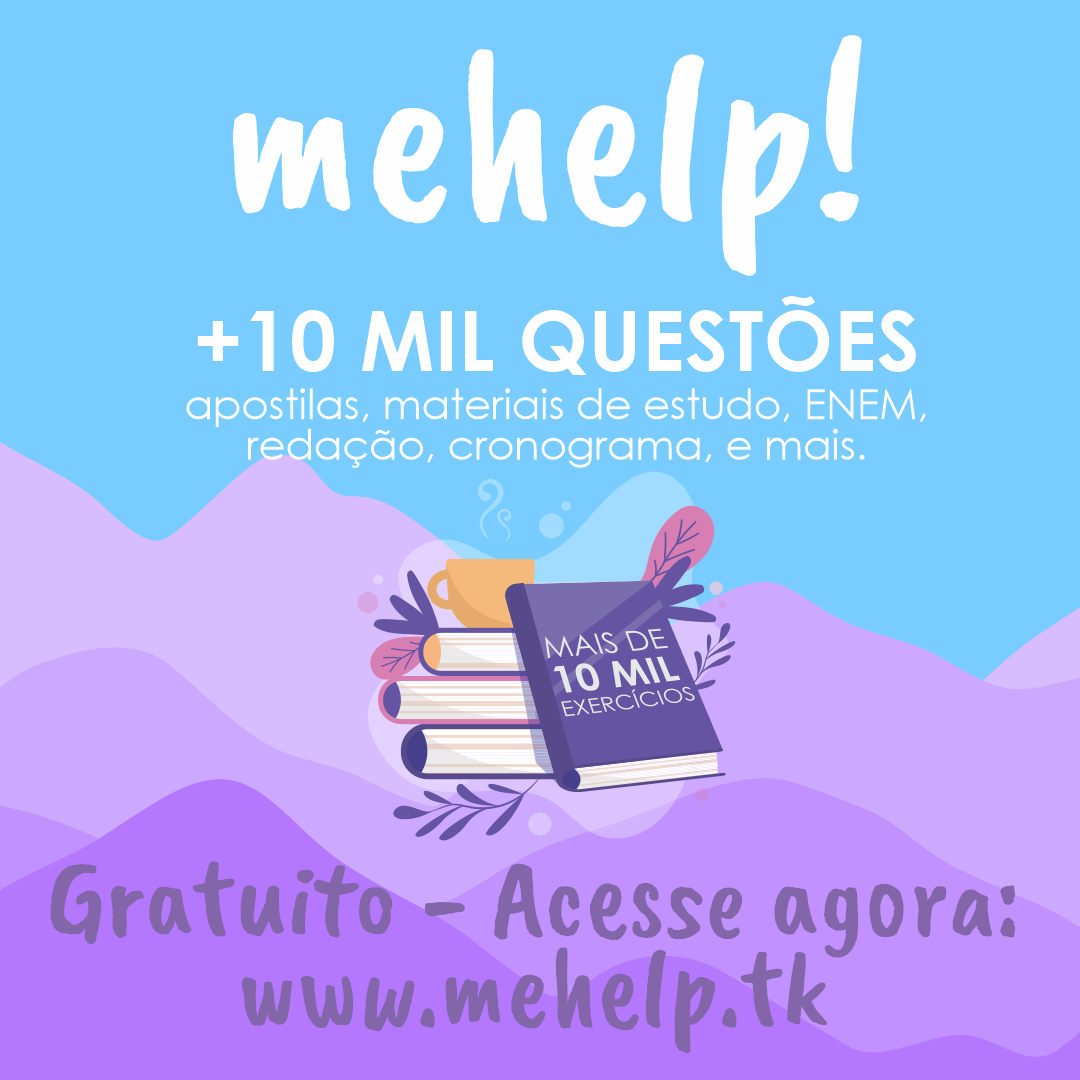 mehelp!
+10 MIL QUESTÕES
apostilas, materiais de estudo, ENEM,
redação, cronograma, e mais.
MAIS DE
10 MIL
EXERCÍCIOS
Gratuito - Acesse agora:
www.mehelp.tk